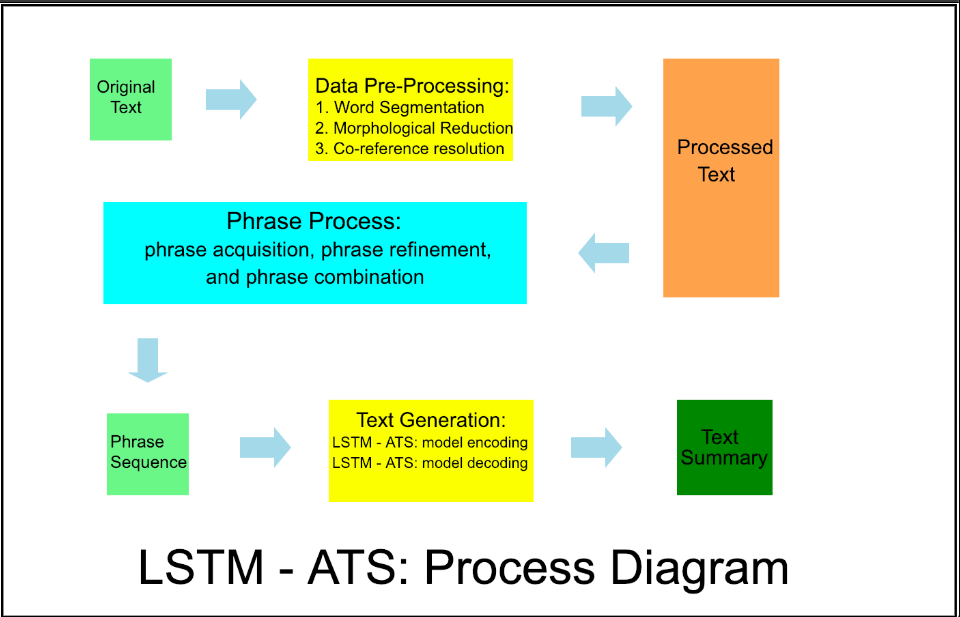 Original
Text
Data Pre-Processing:
1. Word Segmentation
2. Morphological Reduction
3. Co-reference resolution
Processed
Text
Phrase Process:
phrase acquisition, phrase refinement,
and phrase combination
Phrase
Sequence
Text Generation:
LSTM - ATS: model encoding
LSTM - ATS: model decoding
Text
Summary
LSTM - ATS: Process Diagram